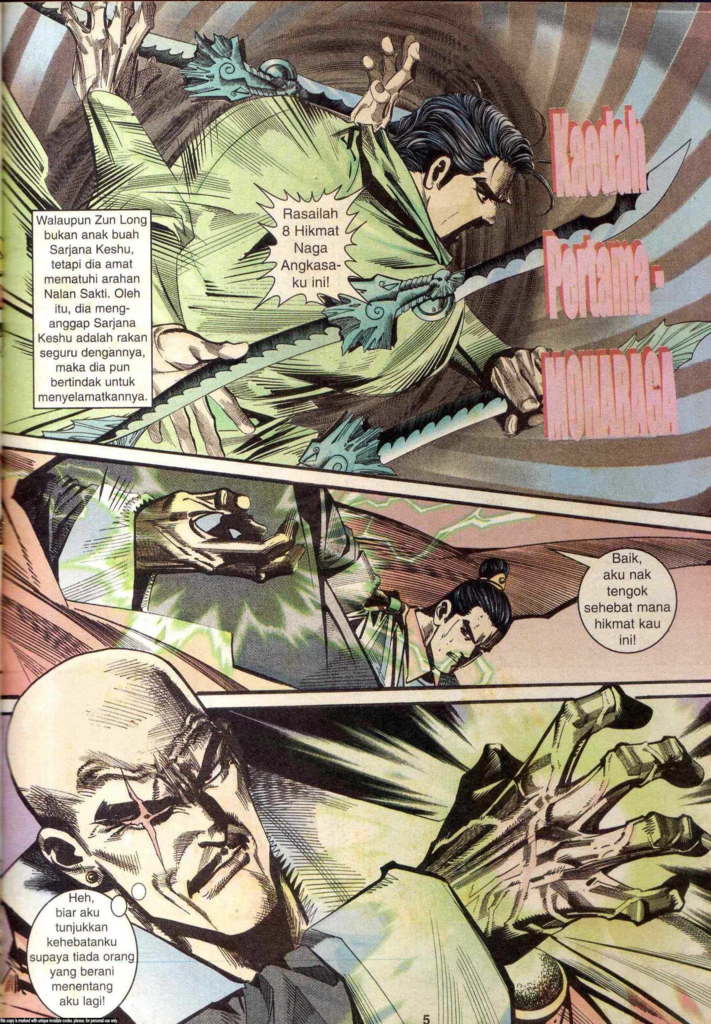 Walaupun Zun Long
bukan anak buah
Sarjana Keshu,
tetapi dia amat
mematuhi arahan
Nalan Sakti. Oleh
itu, dia meng-
anggap Sarjana
Keshu adalah rakan
seguru dengannya,
maka dia pun
bertindak untuk
menyelamatkannya.
Rasailah
8 Hikmat
Naga
Angkasa-
ku ini!
Kaedah
Pertama -
MOHABAGA
Baik,
aku nak
tengok
sehebat mana
hikmat kau
ini!
Heh,
biar aku
tunjukkan
kehebatanku
supaya tiada orang
yang berani
menentang
aku lagi!
5